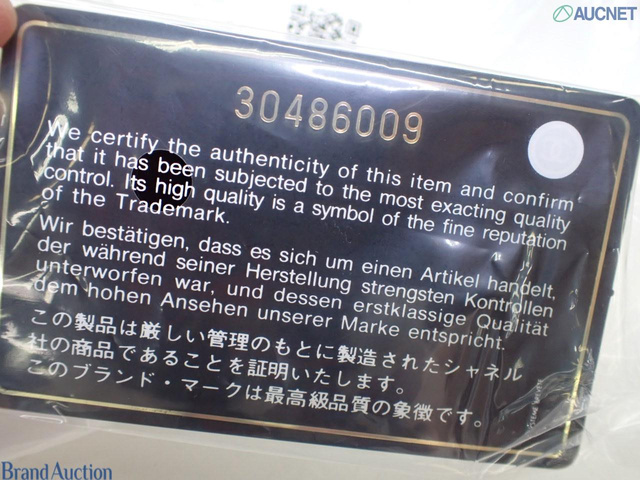 AUCNET
30486009
We certify the authenticity of this item and confirm
that it has been subjected to the most exacting quality
control. Its high quality is a symbol of the fine reputation
of the Trademark.
Wir bestätigen, dass es sich um einen Artikel handelt,
der während seiner Herstellung strengsten Kontrollen
unterworfen war, und dessen erstklassige Qualität
dem hohen Ansehen unserer Marke entspricht.
この製品は厳しい管理のもとに製造されたシャネル
社の商品であることを証明いたします。
このブランド・マークは最高級品質の象徴です。
Brand Auction